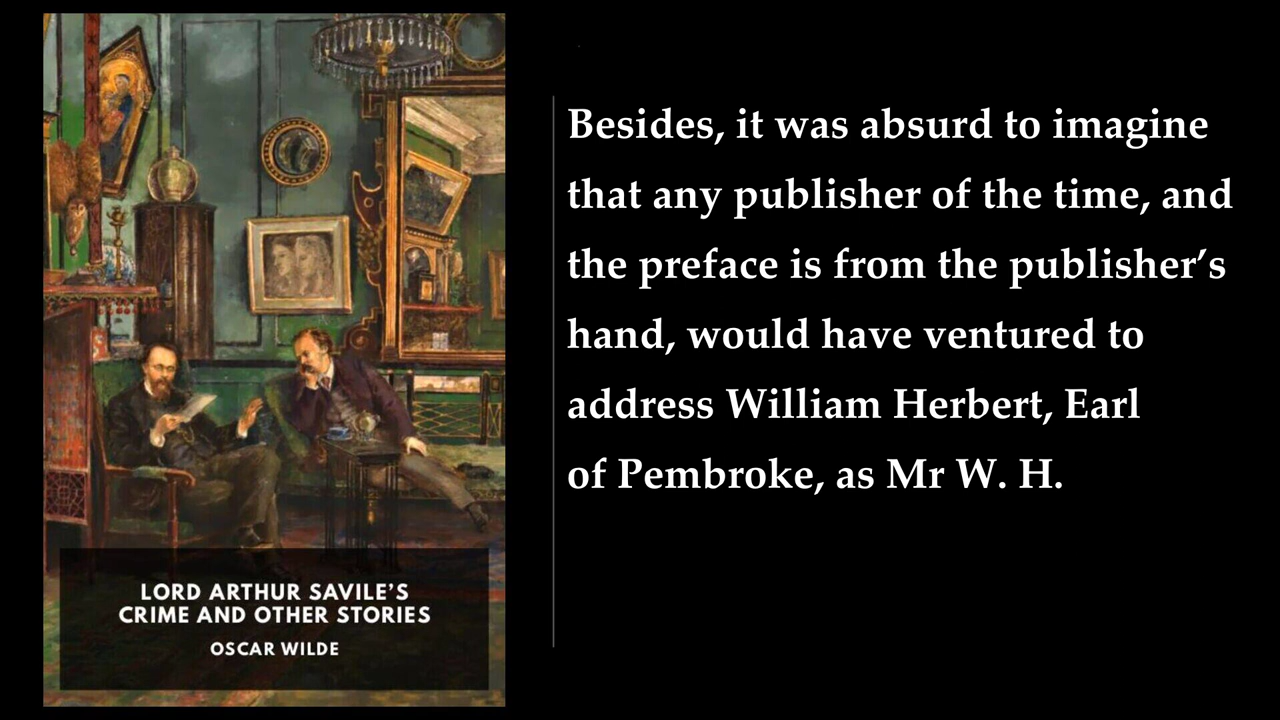 LORD ARTHUR SAVILE’S
CRIME AND OTHER STORIES
OSCAR WILDE
Besides, it was absurd to imagine
that any publisher of the time, and
the preface is from the publisher’s
hand, would have ventured to
address William Herbert, Earl
of Pembroke, as Mr W. H.